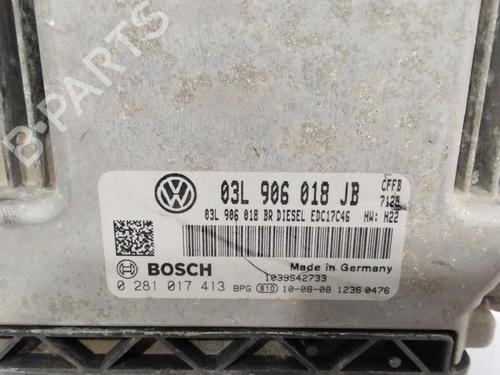 B-PARTS
03L 906 018 JB
CFFB
7128
03L 906 018 BR DIESEL EDC17C46
HW: H22
BOSCH
Made in Germany
1039S42733
0 281 017 413 BPG 810 10-08-08 1236 0476